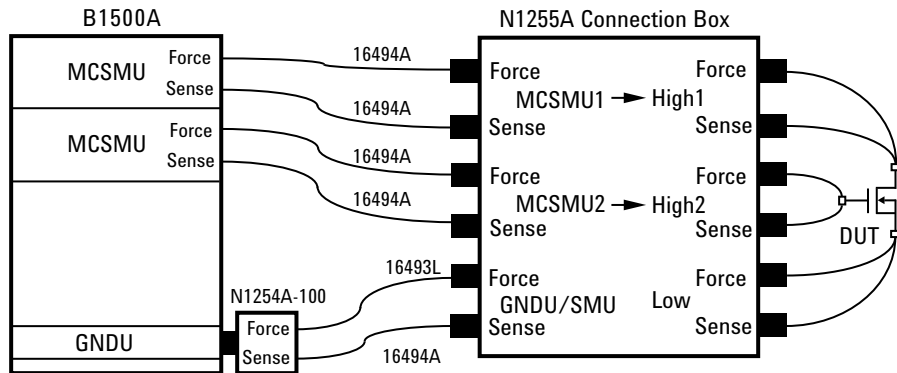 B1500A
N1255A Connection Box
MCSMU
Force
Sense
MCSMU
Force
Sense
GNDU
16494A
16494A
16494A
16494A
N1254A-100
Force
Sense
16493L
16494A
Force
MCSMU1
High1
Force
Sense
Sense
Force
MCSMU2
High2
Force
Sense
Sense
Force
GNDU/SMU
Low
Force
Sense
Sense
DUT